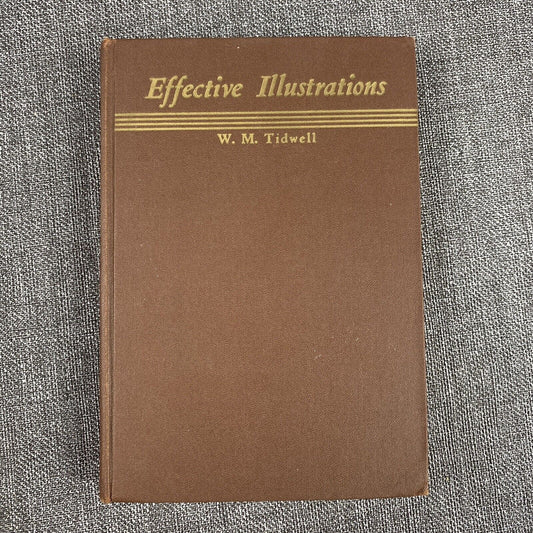 Effective Illustrations
W. M. Tidwell